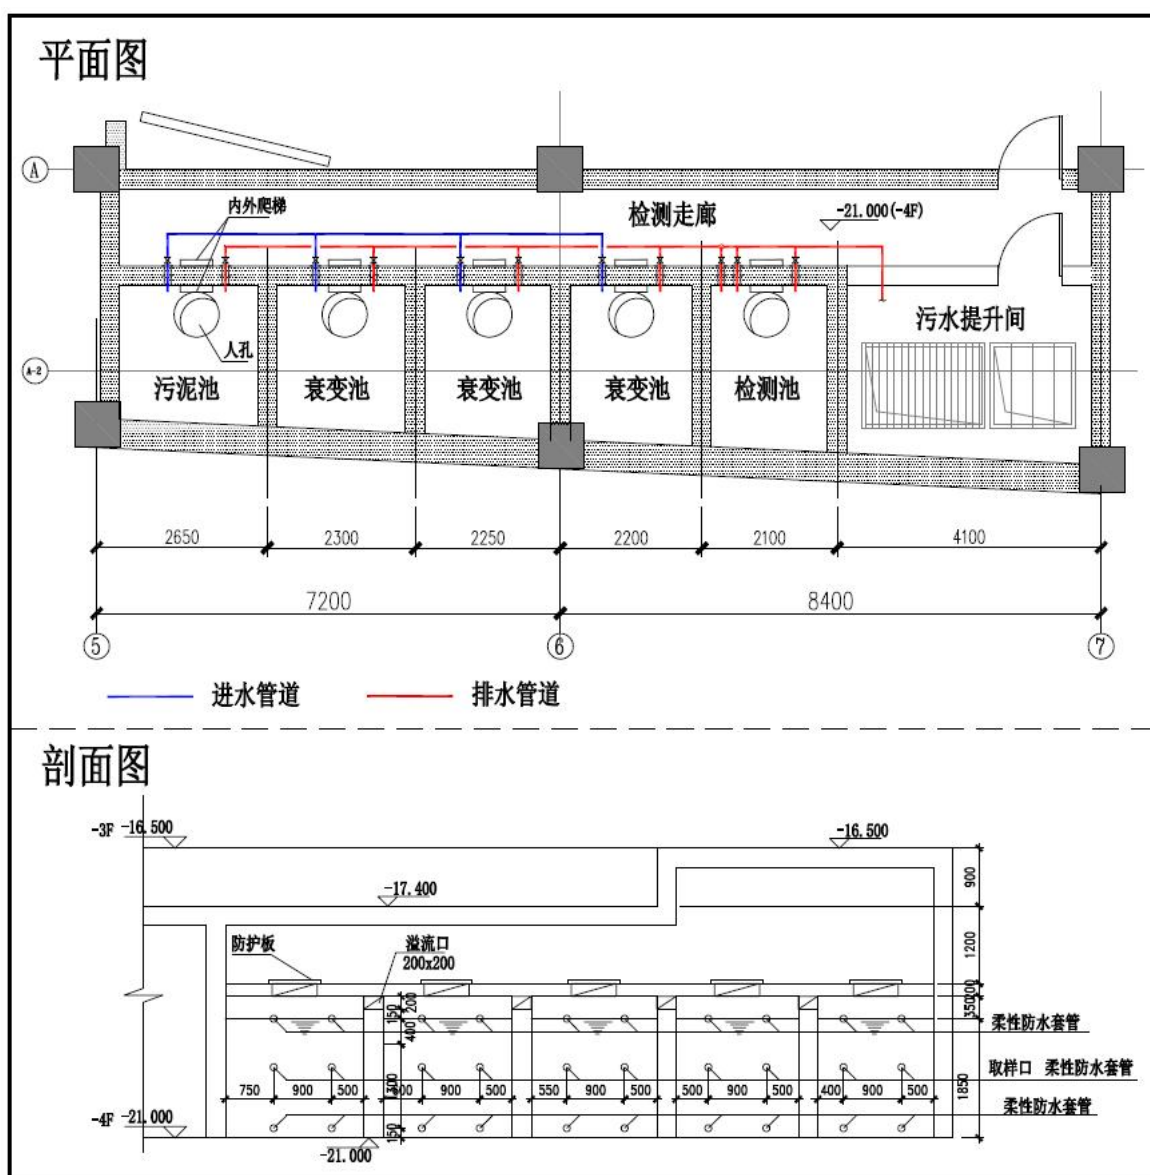 平面图
A
内外爬梯
检测走廊
-21.000(-4F)
人孔
污水提升间
A-2
污泥池
衰变池
衰变池
衰变池
检测池
2650
2300
2250
2200
2100
4100
7200
8400
5
6
7
进水管道
排水管道
剖面图
-3F -16.500
-16.500
900
-17.400
防护板
溢流口
200x200
1200
200
350
150
200
400
柔性防水套管
取样口 柔性防水套管
750
900
500
1300
900
500
550
900
500
500
900
500
400
900
500
1850
柔性防水套管
-4F -21.000
150
-21.000